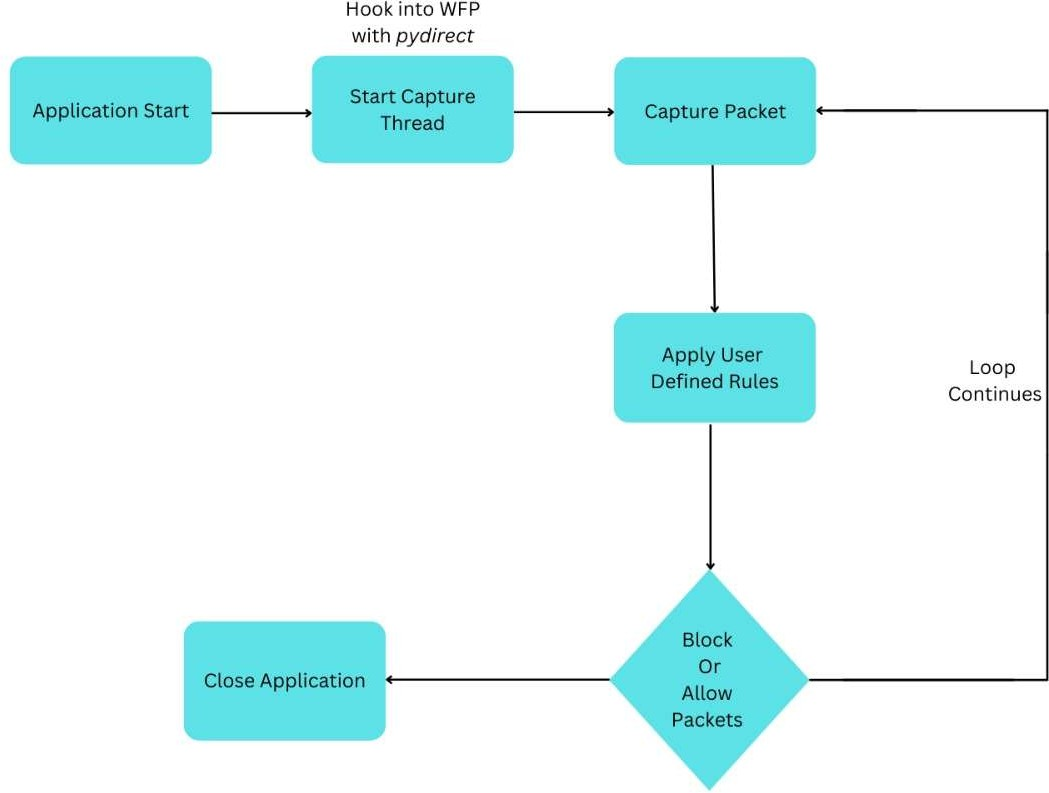 Hook into WFP
with pydirect
Application Start
Start Capture
Thread
Capture Packet
Apply User
Defined Rules
Loop
Continues
Block
Or
Allow
Packets
Close Application